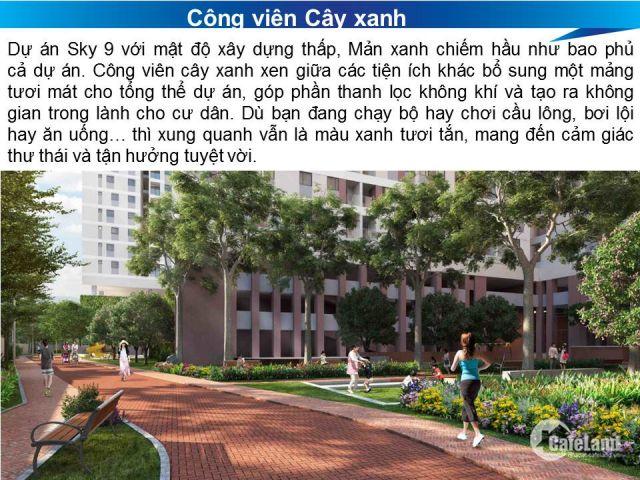 Công viên Cây xanh
Dự án Sky 9 với mật độ xây dựng thấp, Mản xanh chiếm hầu như bao phủ
cả dự án. Công viên cây xanh xen giữa các tiện ích khác bổ sung một mảng
tươi mát cho tổng thể dự án, góp phần thanh lọc không khí và tạo ra không
gian trong lành cho cư dân. Dù bạn đang chạy bộ hay chơi cầu lông, bơi lội
hay ăn uống… thì xung quanh vẫn là màu xanh tươi tắn, mang đến cảm giác
thư thái và tận hưởng tuyệt vời.
CafeLand